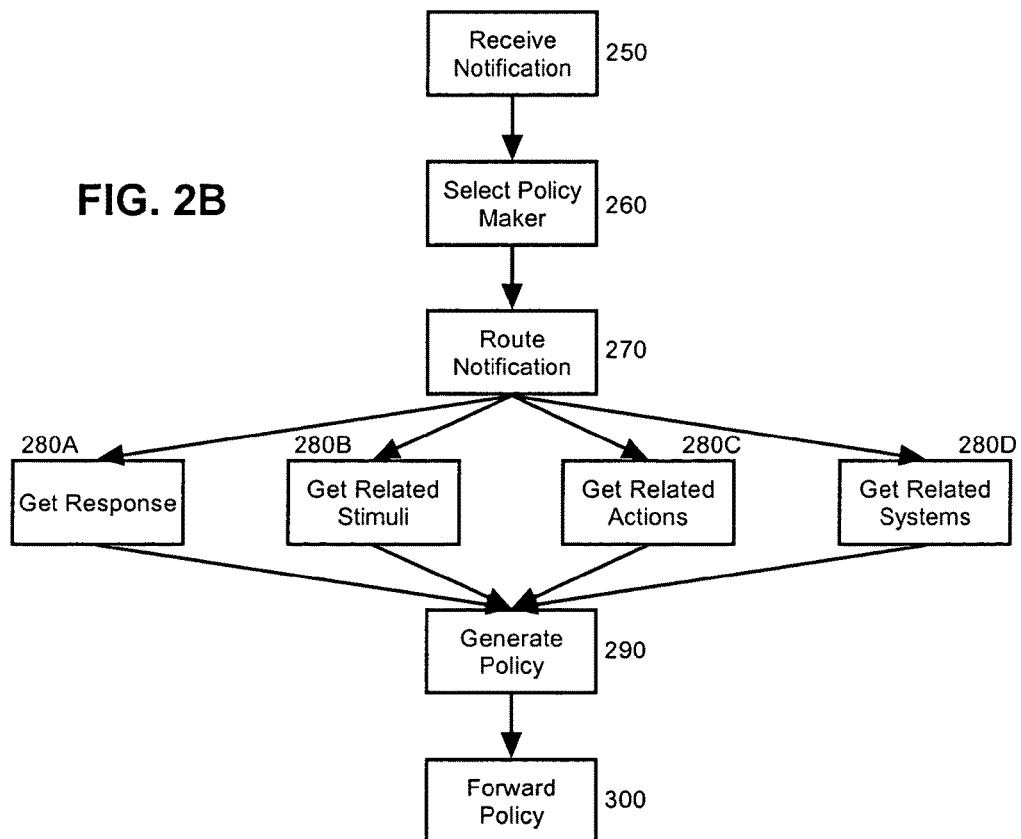 Receive
Notification
250
FIG. 2B
Select Policy
Maker
260
Route
Notification
270
280A
280B
280C
280D
Get Response
Get Related
Stimuli
Get Related
Actions
Get Related
Systems
Generate
Policy
290
Forward
Policy
300